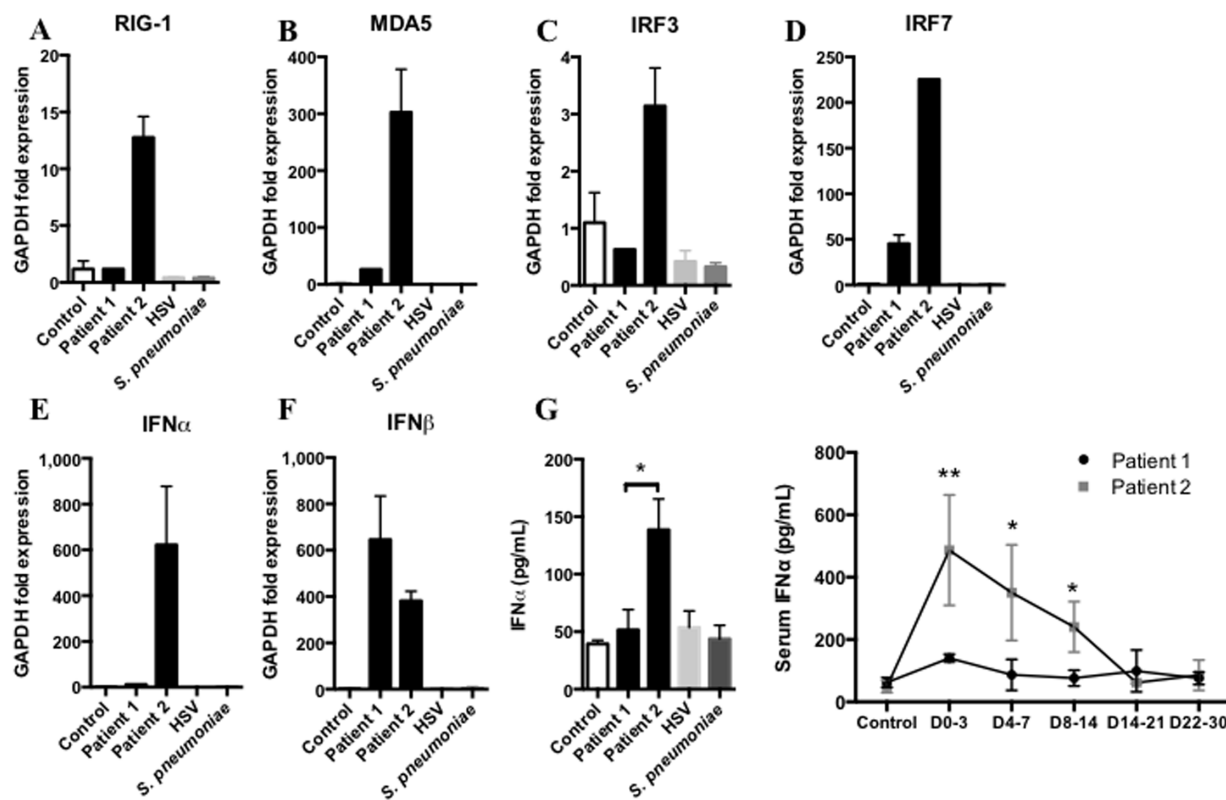 A
RIG-1
GAPDH fold expression
20
15
10
5
0
Control
Patient 1
Patient 2
HSV
S. pneumoniae
B
MDA5
GAPDH fold expression
400
300
200
100
0
Control
Patient 1
Patient 2
HSV
S. pneumoniae
C
IRF3
GAPDH fold expression
4
3
2
1
0
Control
Patient 1
Patient 2
HSV
S. pneumoniae
D
IRF7
GAPDH fold expression
250
200
150
100
50
0
Control
Patient 1
Patient 2
HSV
S. pneumoniae
E
IFNα
GAPDH fold expression
1,000
800
600
400
200
0
Control
Patient 1
Patient 2
HSV
S. pneumoniae
F
IFNβ
GAPDH fold expression
1,000
800
600
400
200
0
Control
Patient 1
Patient 2
HSV
S. pneumoniae
G
IFNα (pg/mL)
200
150
100
50
0
*
Control
Patient 1
Patient 2
HSV
S. pneumoniae
Serum IFNα (pg/mL)
800
600
400
200
0
**
*
*
Patient 1
Patient 2
Control D0-3 D4-7 D8-14 D14-21 D22-30